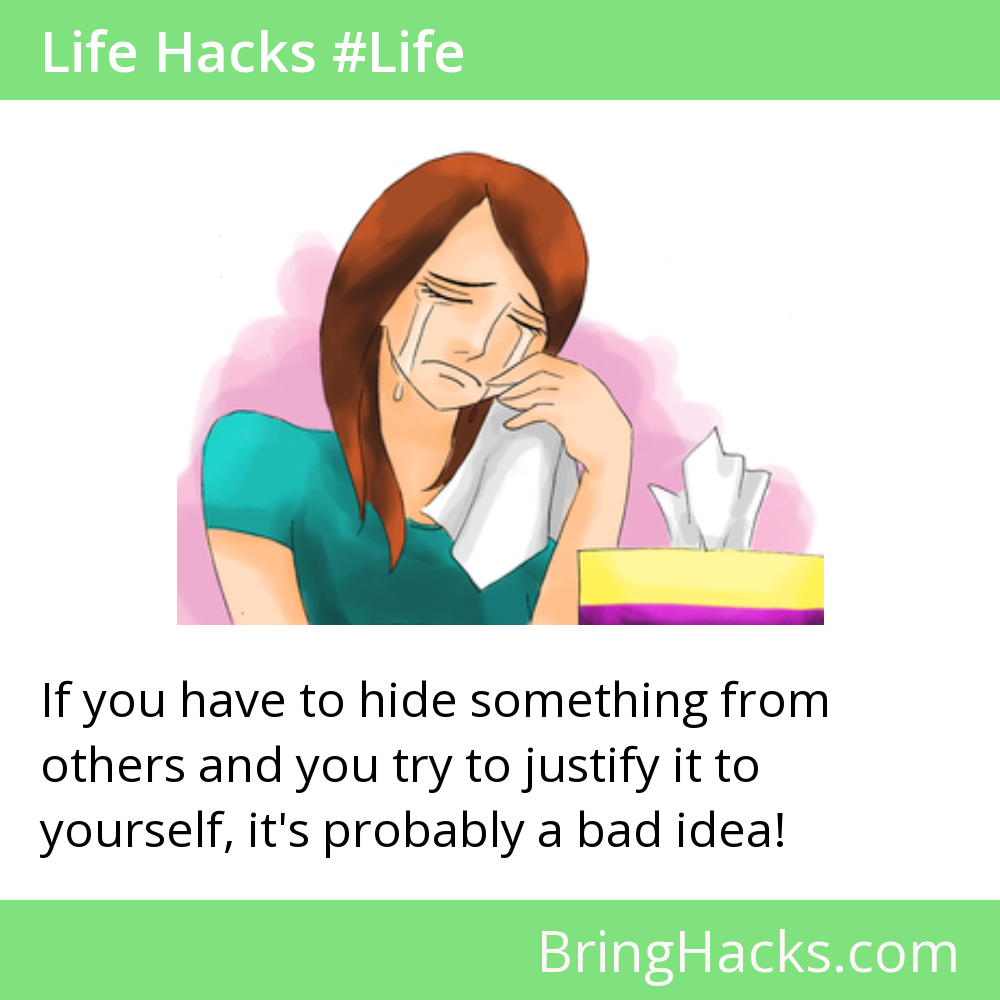 Life Hacks #Life
If you have to hide something from
others and you try to justify it to
yourself, it's probably a bad idea!
BringHacks.com